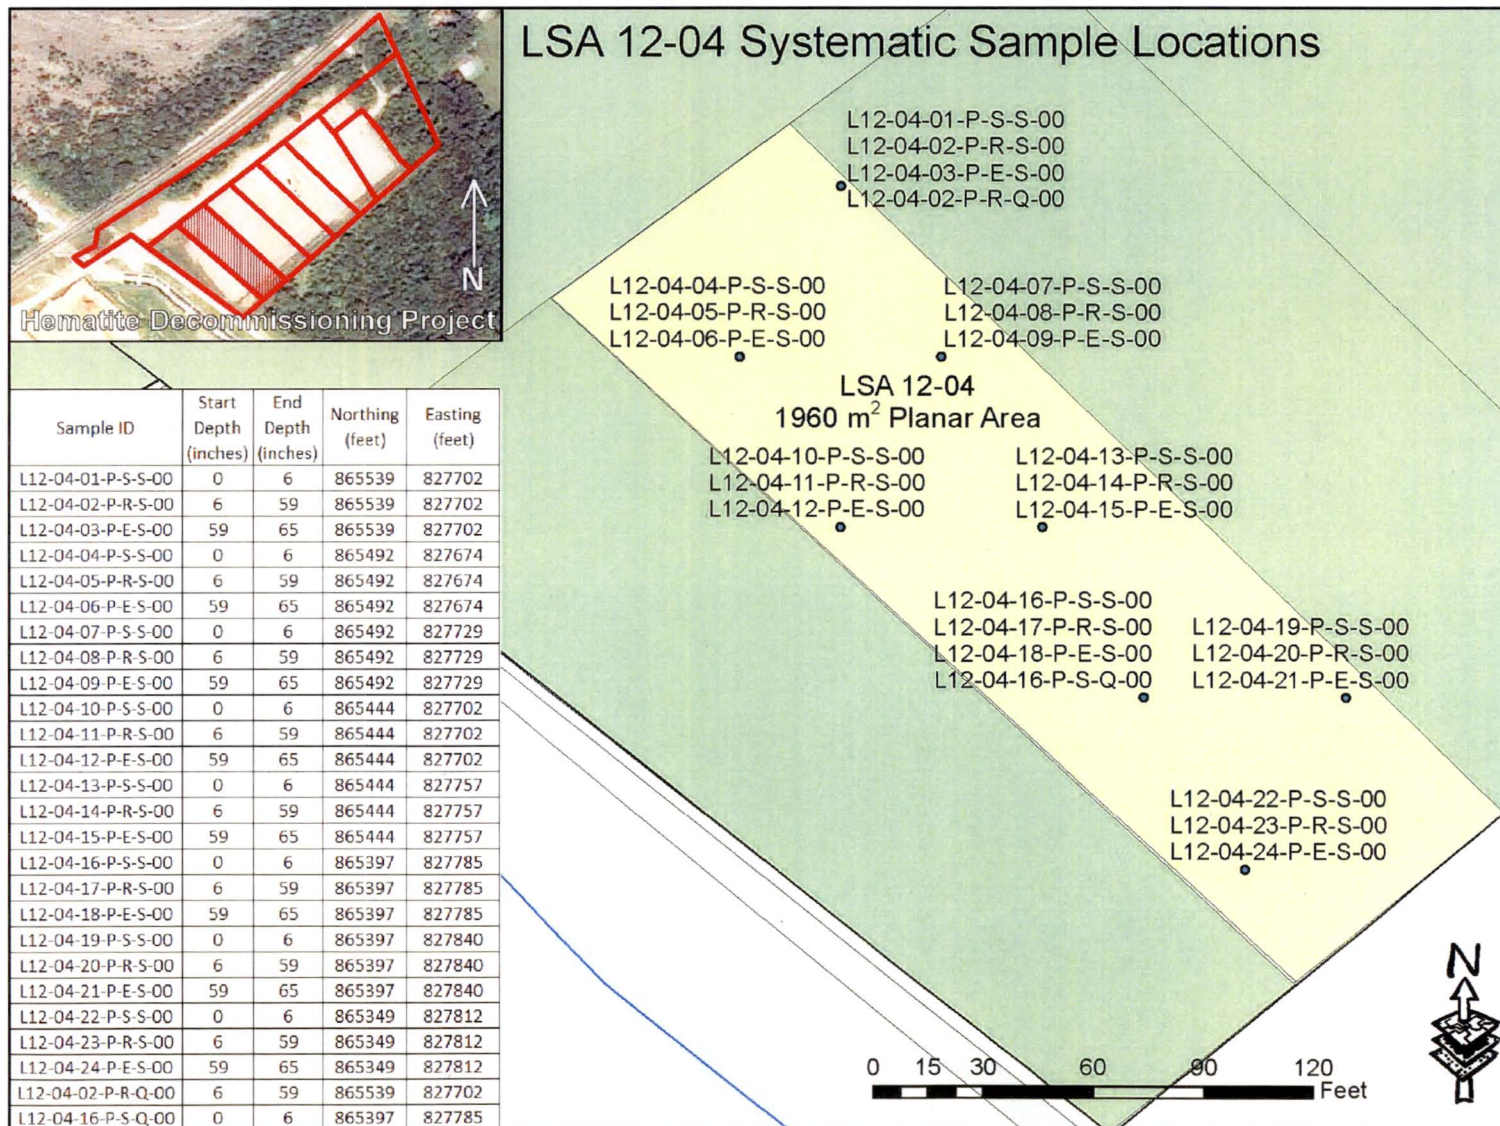 LSA 12-04 Systematic Sample Locations
N
Hematite Decommissioning Project
L12-04-01-P-S-S-00
L12-04-02-P-R-S-00
L12-04-03-P-E-S-00
L12-04-02-P-R-Q-00
L12-04-04-P-S-S-00
L12-04-05-P-R-S-00
L12-04-06-P-E-S-00
L12-04-07-P-S-S-00
L12-04-08-P-R-S-00
L12-04-09-P-E-S-00
LSA 12-04
1960 m² Planar Area
L12-04-10-P-S-S-00
L12-04-11-P-R-S-00
L12-04-12-P-E-S-00
L12-04-13-P-S-S-00
L12-04-14-P-R-S-00
L12-04-15-P-E-S-00
L12-04-16-P-S-S-00
L12-04-17-P-R-S-00
L12-04-18-P-E-S-00
L12-04-16-P-S-Q-00
L12-04-19-P-S-S-00
L12-04-20-P-R-S-00
L12-04-21-P-E-S-00
L12-04-22-P-S-S-00
L12-04-23-P-R-S-00
L12-04-24-P-E-S-00
Sample ID Start Depth (inches) End Depth (inches) Northing (feet) Easting (feet)
L12-04-01-P-S-S-00 0 6 865539 827702
L12-04-02-P-R-S-00 6 59 865539 827702
L12-04-03-P-E-S-00 59 65 865539 827702
L12-04-04-P-S-S-00 0 6 865492 827674
L12-04-05-P-R-S-00 6 59 865492 827674
L12-04-06-P-E-S-00 59 65 865492 827674
L12-04-07-P-S-S-00 0 6 865492 827729
L12-04-08-P-R-S-00 6 59 865492 827729
L12-04-09-P-E-S-00 59 65 865492 827729
L12-04-10-P-S-S-00 0 6 865444 827702
L12-04-11-P-R-S-00 6 59 865444 827702
L12-04-12-P-E-S-00 59 65 865444 827702
L12-04-13-P-S-S-00 0 6 865444 827757
L12-04-14-P-R-S-00 6 59 865444 827757
L12-04-15-P-E-S-00 59 65 865444 827757
L12-04-16-P-S-S-00 0 6 865397 827785
L12-04-17-P-R-S-00 6 59 865397 827785
L12-04-18-P-E-S-00 59 65 865397 827785
L12-04-19-P-S-S-00 0 6 865397 827840
L12-04-20-P-R-S-00 6 59 865397 827840
L12-04-21-P-E-S-00 59 65 865397 827840
L12-04-22-P-S-S-00 0 6 865349 827812
L12-04-23-P-R-S-00 6 59 865349 827812
L12-04-24-P-E-S-00 59 65 865349 827812
L12-04-02-P-R-Q-00 6 59 865539 827702
L12-04-16-P-S-Q-00 0 6 865397 827785
N
0 15 30 60 90 120
Feet